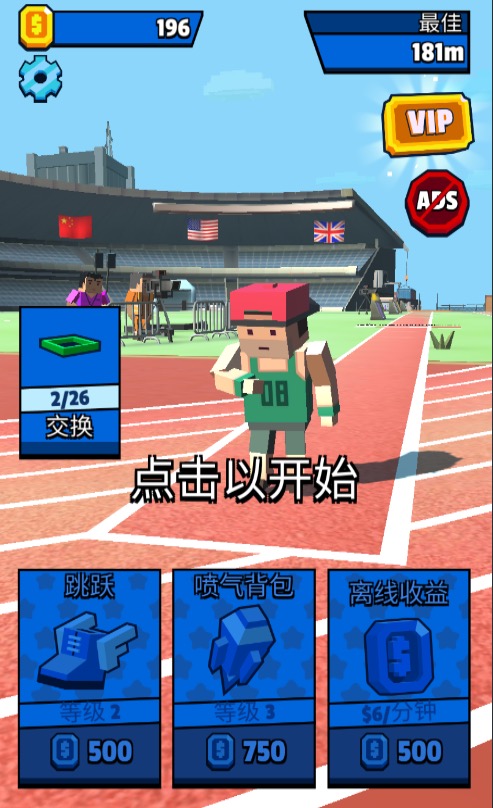 196
最佳
181m
VIP
ADS
2/26
交换
08
点击以开始
跳跃
喷气背包
离线收益
等级 2
等级 3
$6/分钟
500
750
500